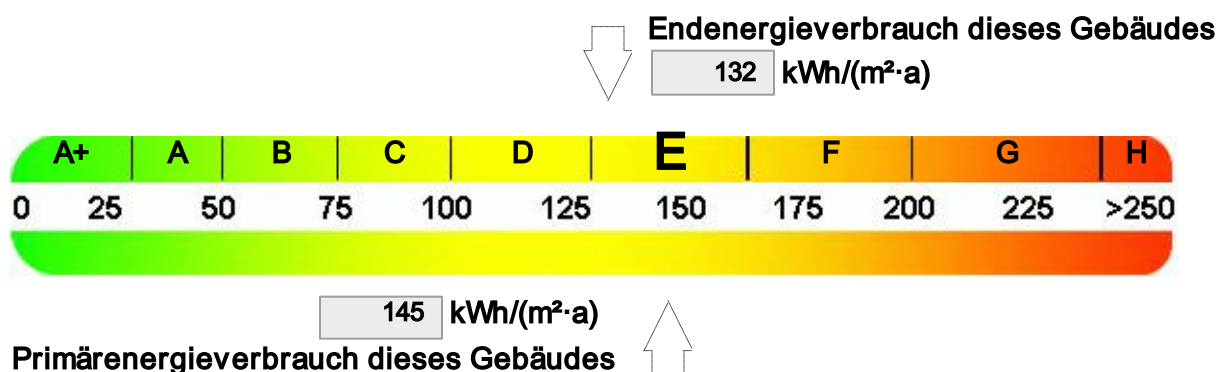 Endenergieverbrauch dieses Gebäudes
132 kWh/(m²·a)
A+ A B C D E F G H
0 25 50 75 100 125 150 175 200 225 >250
145 kWh/(m²·a)
Primärenergieverbrauch dieses Gebäudes